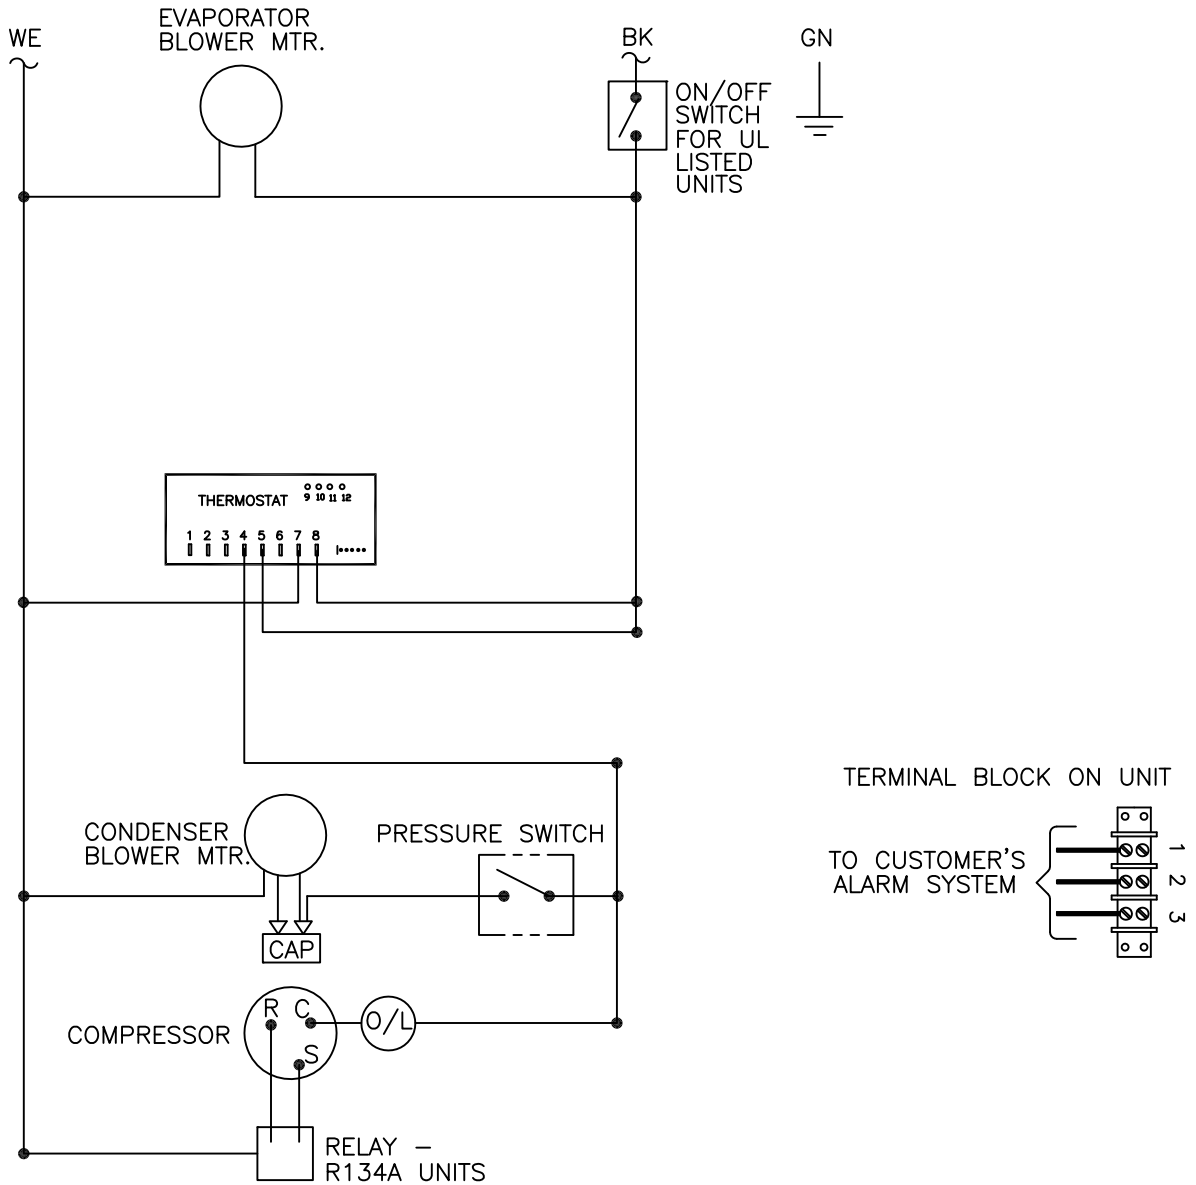 EVAPORATOR
BLOWER MTR.
WE
BK
GN
ON/OFF
SWITCH
FOR UL
LISTED
UNITS
THERMOSTAT
9 10 11 12
1 2 3 4 5 6 7 8
TERMINAL BLOCK ON UNIT
CONDENSER
BLOWER MTR.
PRESSURE SWITCH
CAP
TO CUSTOMER'S
ALARM SYSTEM
1
2
3
COMPRESSOR
R C
S
O/L
RELAY –
R134A UNITS